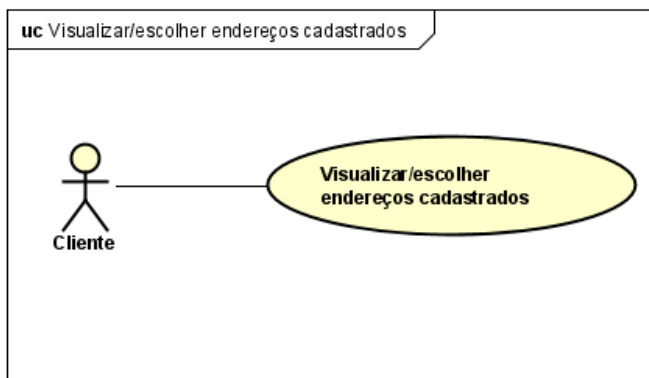 uc Visualizar/escolher endereços cadastrados
Visualizar/escolher
endereços cadastrados
Cliente